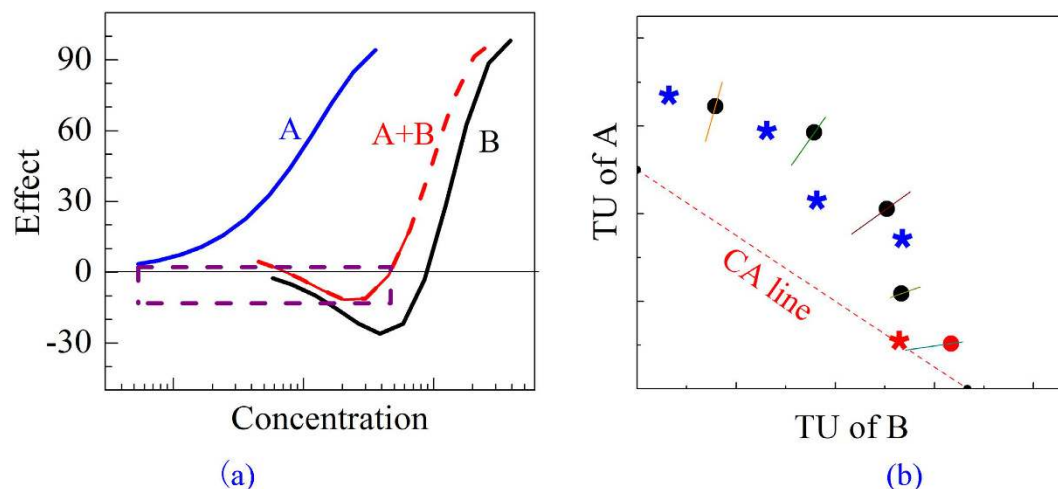 90
60
30
0
-30
Effect
A
A+B
B
Concentration
(a)
TU of A
CA line
TU of B
(b)